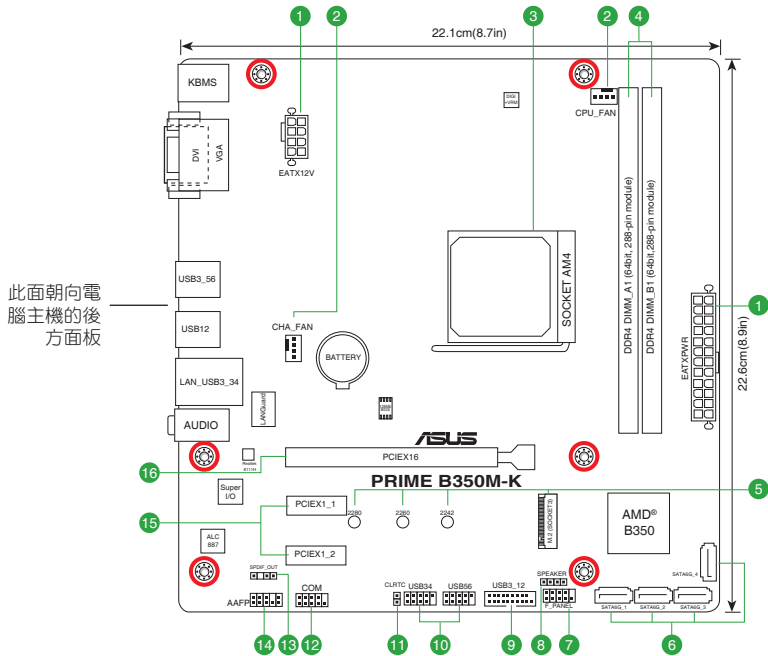 1
2
3
2
4
22.1cm(8.7in)
KBMS
DVI
VGA
EATX12V
DIGI
+VRM
CPU_FAN
DDR4 DIMM_A1 (64bit, 288-pin module)
DDR4 DIMM_B1 (64bit,288-pin module)
SOCKET AM4
此面朝向電
腦主機的後
方面板
USB3_56
USB12
LAN_USB3_34
AUDIO
CHA_FAN
BATTERY
LANGuard
EATXPWR
1
22.6cm(8.9in)
ASUS
PCIEX16
16
PRIME B350M-K
Realtek
8111H
Super
I/O
5
PCIEX1_1
2280
2260
2242
M.2 (SOCKET3)
AMD®
B350
15
ALC
887
PCIEX1_2
SATA6G_4
SPDIF_OUT
AAFP
COM
CLRTC
USB34
USB56
USB3_12
SPEAKER
F_PANEL
SATA6G_1
SATA6G_2
SATA6G_3
14
13
12
11
10
9
8
7
6